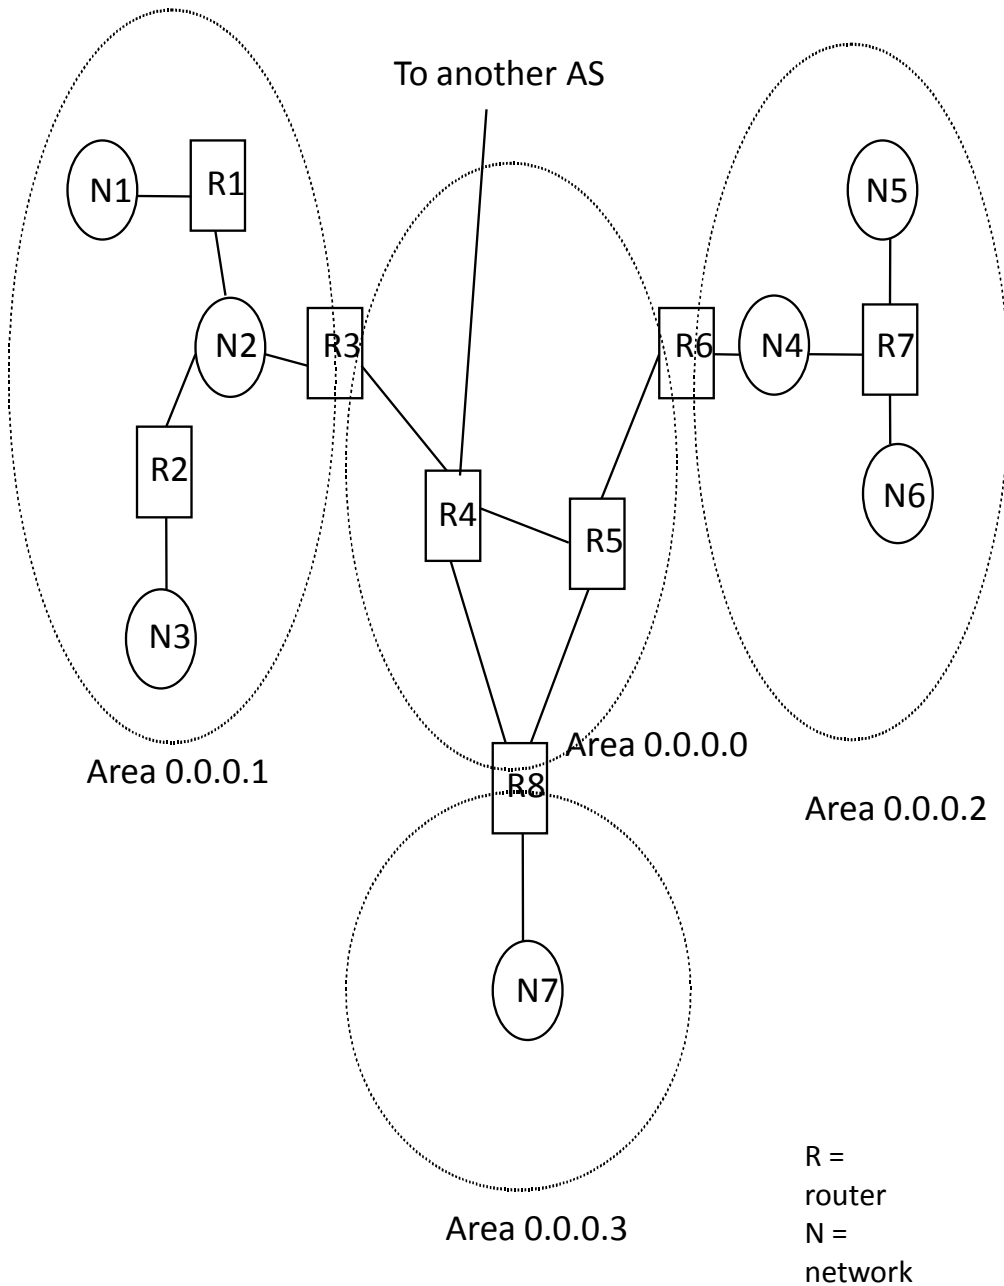 To another AS
N1
R1
N5
N2
R3
R6
N4
R7
R2
R4
R5
N6
N3
Area 0.0.0.0
Area 0.0.0.1
R8
Area 0.0.0.2
N7
R =
router
N =
network
Area 0.0.0.3